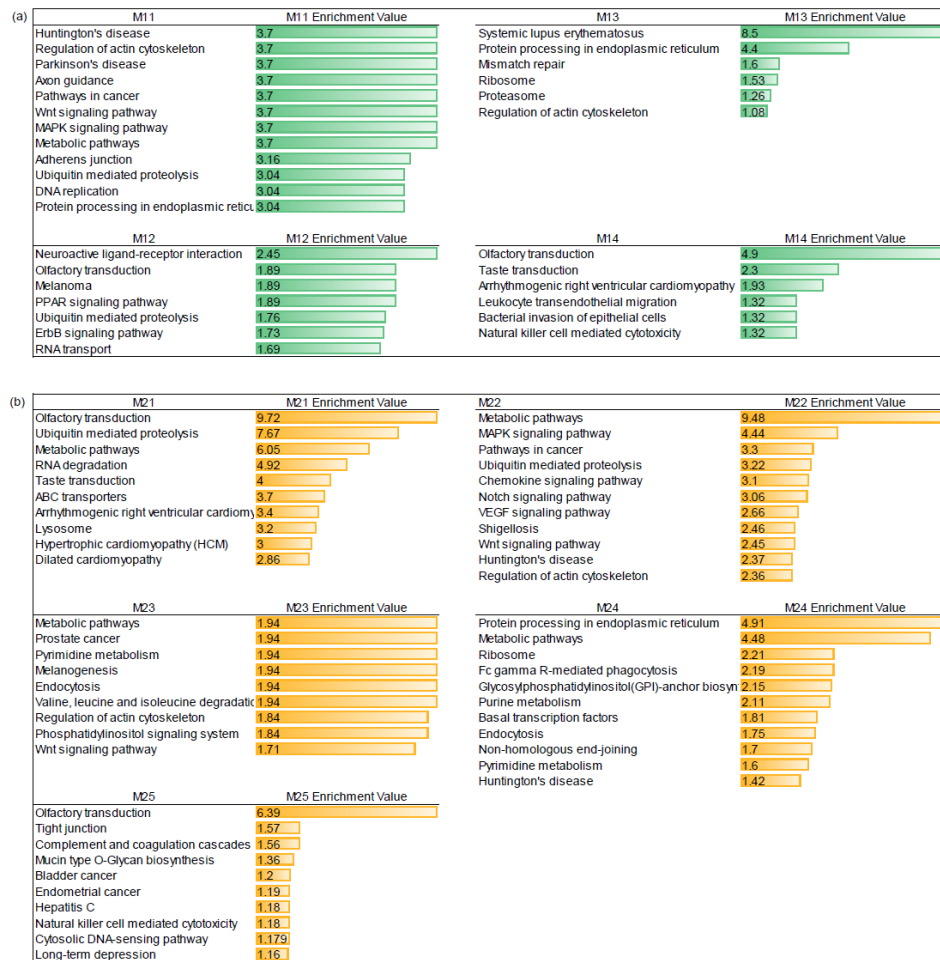 (a)
M11 M11 Enrichment Value
Huntington's disease 3.7
Regulation of actin cytoskeleton 3.7
Parkinson's disease 3.7
Axon guidance 3.7
Pathways in cancer 3.7
Wnt signaling pathway 3.7
MAPK signaling pathway 3.7
Metabolic pathways 3.7
Adherens junction 3.16
Ubiquitin mediated proteolysis 3.04
DNA replication 3.04
Protein processing in endoplasmic reticu 3.04
M13 M13 Enrichment Value
Systemic lupus erythematosus 8.5
Protein processing in endoplasmic reticulum 4.4
Mismatch repair 1.6
Ribosome 1.53
Proteasome 1.26
Regulation of actin cytoskeleton 1.08
M12 M12 Enrichment Value
Neuroactive ligand-receptor interaction 2.45
Olfactory transduction 1.89
Melanoma 1.89
PPAR signaling pathway 1.89
Ubiquitin mediated proteolysis 1.76
ErbB signaling pathway 1.73
RNA transport 1.69
M14 M14 Enrichment Value
Olfactory transduction 4.9
Taste transduction 2.3
Arrhythmogenic right ventricular cardiomyopathy 1.93
Leukocyte transendothelial migration 1.32
Bacterial invasion of epithelial cells 1.32
Natural killer cell mediated cytotoxicity 1.32
(b)
M21 M21 Enrichment Value
Olfactory transduction 9.72
Ubiquitin mediated proteolysis 7.67
Metabolic pathways 6.05
RNA degradation 4.92
Taste transduction 4
ABC transporters 3.7
Arrhythmogenic right ventricular cardiomy 3.4
Lysosome 3.2
Hypertrophic cardiomyopathy (HCM) 3
Dilated cardiomyopathy 2.86
M22 M22 Enrichment Value
Metabolic pathways 9.48
MAPK signaling pathway 4.44
Pathways in cancer 3.3
Ubiquitin mediated proteolysis 3.22
Chemokine signaling pathway 3.1
Notch signaling pathway 3.06
VEGF signaling pathway 2.66
Shigellosis 2.46
Wnt signaling pathway 2.45
Huntington's disease 2.37
Regulation of actin cytoskeleton 2.36
M23 M23 Enrichment Value
Metabolic pathways 1.94
Prostate cancer 1.94
Pyrimidine metabolism 1.94
Melanogenesis 1.94
Endocytosis 1.94
Valine, leucine and isoleucine degradatic 1.94
Regulation of actin cytoskeleton 1.84
Phosphatidylinositol signaling system 1.84
Wnt signaling pathway 1.71
M24 M24 Enrichment Value
Protein processing in endoplasmic reticulum 4.91
Metabolic pathways 4.48
Ribosome 2.21
Fc gamma R-mediated phagocytosis 2.19
Glycosylphosphatidylinositol(GPI)-anchor biosyn 2.15
Purine metabolism 2.11
Basal transcription factors 1.81
Endocytosis 1.75
Non-homologous end-joining 1.7
Pyrimidine metabolism 1.6
Huntington's disease 1.42
M25 M25 Enrichment Value
Olfactory transduction 6.39
Tight junction 1.57
Complement and coagulation cascades 1.56
Mucin type O-Glycan biosynthesis 1.36
Bladder cancer 1.2
Endometrial cancer 1.19
Hepatitis C 1.18
Natural killer cell mediated cytotoxicity 1.18
Cytosolic DNA-sensing pathway 1.179
Long-term depression 1.16